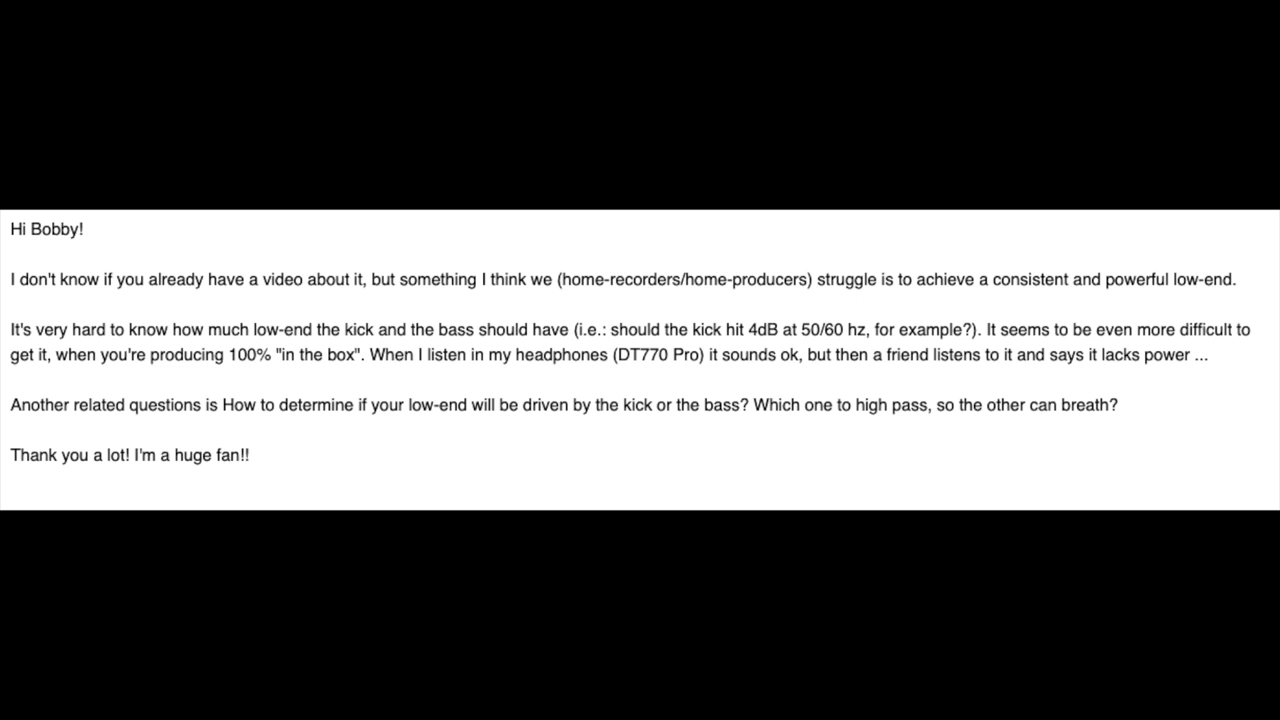 Hi Bobby!
I don't know if you already have a video about it, but something I think we (home-recorders/home-producers) struggle is to achieve a consistent and powerful low-end.
It's very hard to know how much low-end the kick and the bass should have (i.e.: should the kick hit 4dB at 50/60 hz, for example?). It seems to be even more difficult to
get it, when you're producing 100% "in the box". When I listen in my headphones (DT770 Pro) it sounds ok, but then a friend listens to it and says it lacks power ...
Another related questions is How to determine if your low-end will be driven by the kick or the bass? Which one to high pass, so the other can breath?
Thank you a lot! I'm a huge fan!!